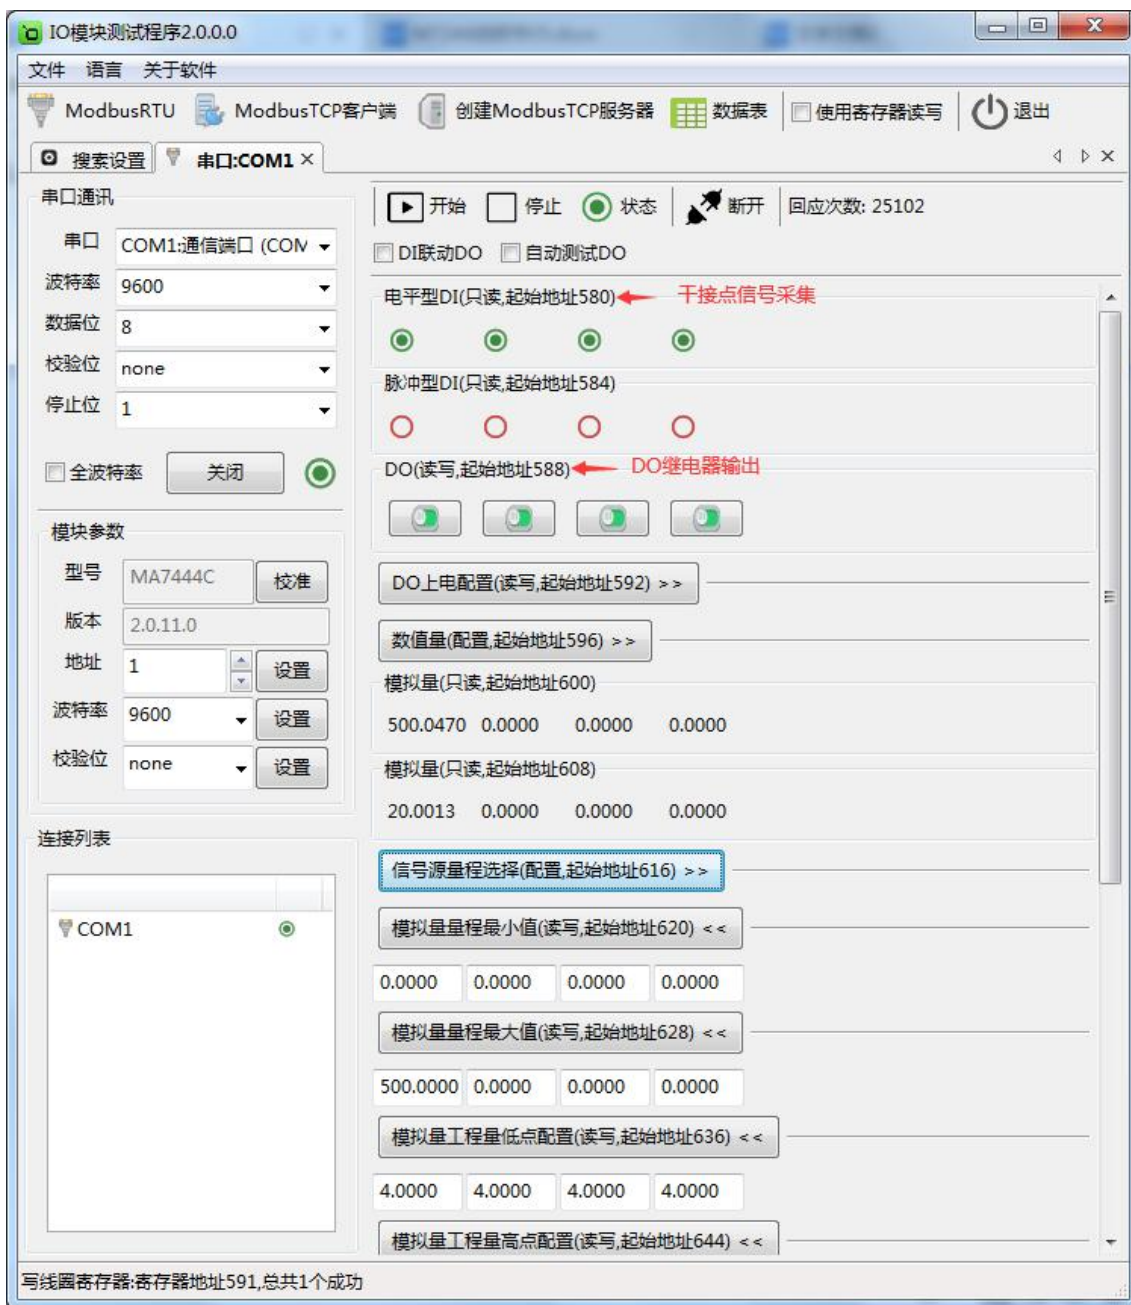 IO模块测试程序2.0.0.0
文件 语言 关于软件
ModbusRTU ModbusTCP客户端 创建ModbusTCP服务器 数据表 使用寄存器读写 退出
搜素设置 串口:COM1
串口通讯
串口 COM1:通信端口 (COM
波特率 9600
数据位 8
校验位 none
停止位 1
全波特率 关闭
模块参数
型号 MA7444C 校准
版本 2.0.11.0
地址 1 设置
波特率 9600 设置
校验位 none 设置
连接列表
COM1
开始 停止 状态 断开 回应次数: 25102
DI联动DO 自动测试DO
电平型DI(只读,起始地址580) 干接点信号采集
脉冲型DI(只读,起始地址584)
DO(读写,起始地址588) DO继电器输出
DO上电配置(读写,起始地址592) >>
数值量(配置,起始地址596) >>
模拟量(只读,起始地址600)
500.0470 0.0000 0.0000 0.0000
模拟量(只读,起始地址608)
20.0013 0.0000 0.0000 0.0000
信号源量程选择(配置,起始地址616) >>
模拟量量程最小值(读写,起始地址620) <<
0.0000 0.0000 0.0000 0.0000
模拟量量程最大值(读写,起始地址628) <<
500.0000 0.0000 0.0000 0.0000
模拟量工程量低点配置(读写,起始地址636) <<
4.0000 4.0000 4.0000 4.0000
模拟量工程量高点配置(读写,起始地址644) <<
写线圈寄存器:寄存器地址591,总共1个成功